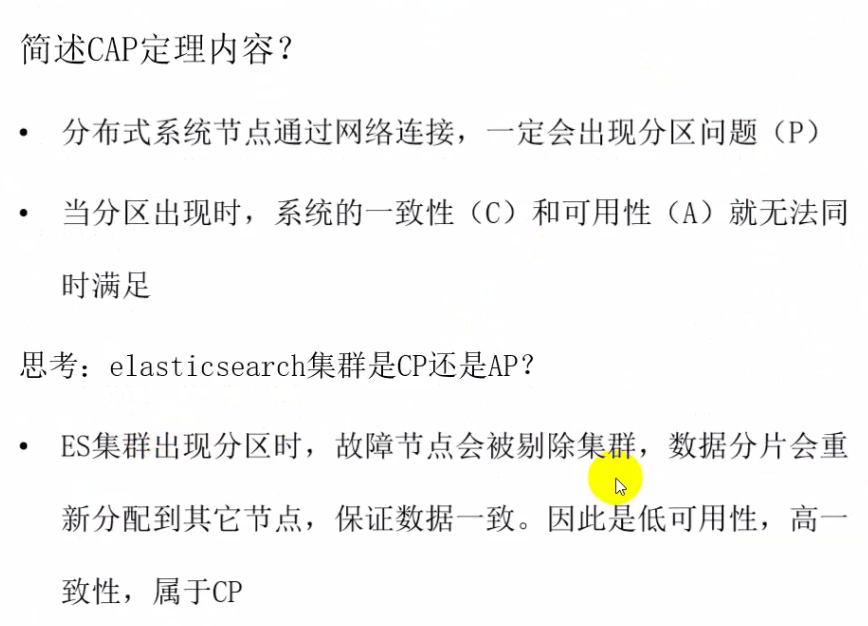 简述CAP定理内容？
• 分布式系统节点通过网络连接，一定会出现分区问题（P）
• 当分区出现时，系统的一致性（C）和可用性（A）就无法同
时满足
思考：elasticsearch集群是CP还是AP？
• ES集群出现分区时，故障节点会被剔除集群，数据分片会重
新分配到其它节点，保证数据一致。因此是低可用性，高一
致性，属于CP